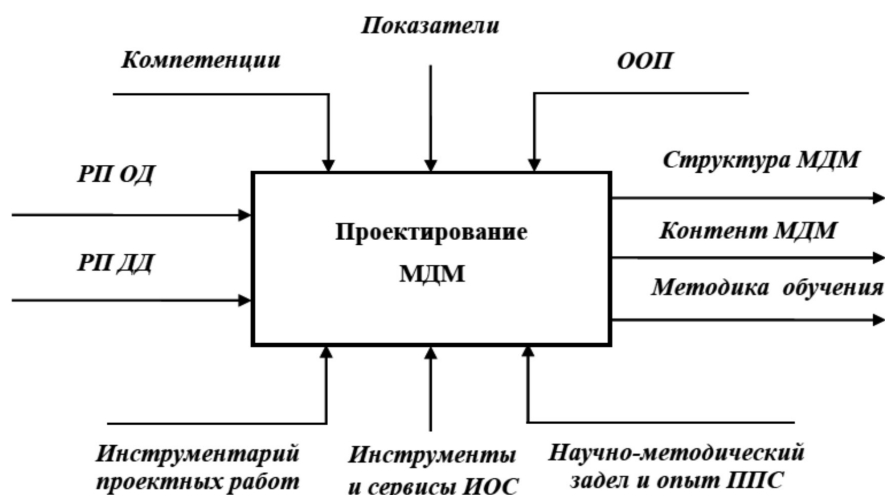 Показатели
Компетенции
ООП
РП ОД
Структура МДМ
Проектирование
МДМ
Контент МДМ
РП ДД
Методика обучения
Инструментарий
проектных работ
Инструменты
и сервисы ИОС
Научно-методический
задел и опыт ППС